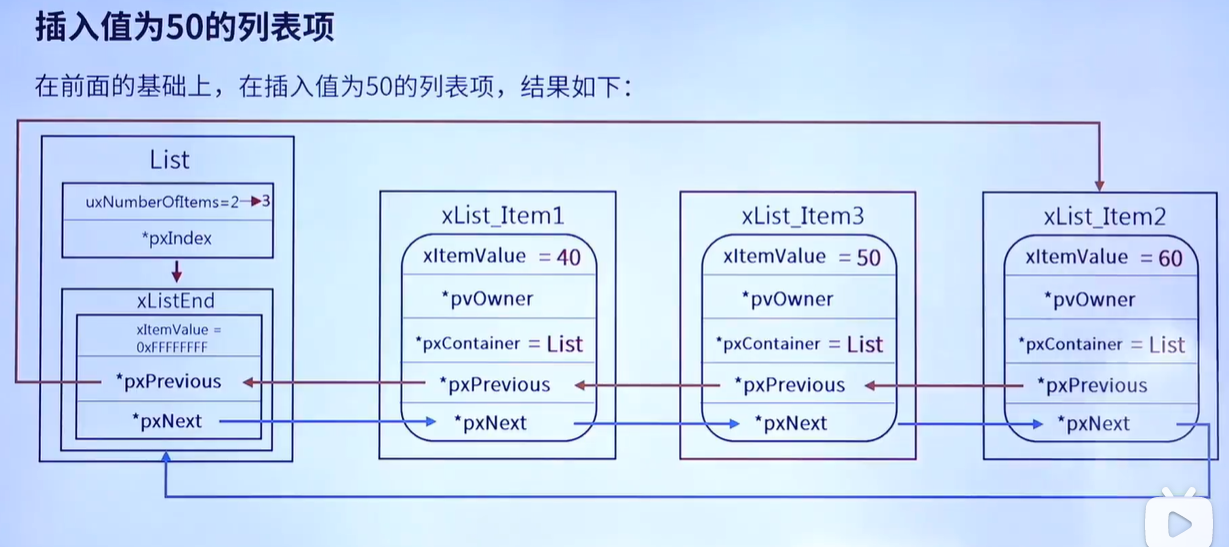 插入值为50的列表项
在前面的基础上，在插入值为50的列表项，结果如下：
List
uxNumberOfItems=2 3
*pxIndex
xListEnd
xItemValue =
0xFFFFFFFF
*pxPrevious
*pxNext
xList_Item1
xItemValue = 40
*pvOwner
*pxContainer = List
*pxPrevious
*pxNext
xList_Item3
xItemValue = 50
*pvOwner
*pxContainer = List
*pxPrevious
*pxNext
xList_Item2
xItemValue = 60
*pvOwner
*pxContainer = List
*pxPrevious
*pxNext